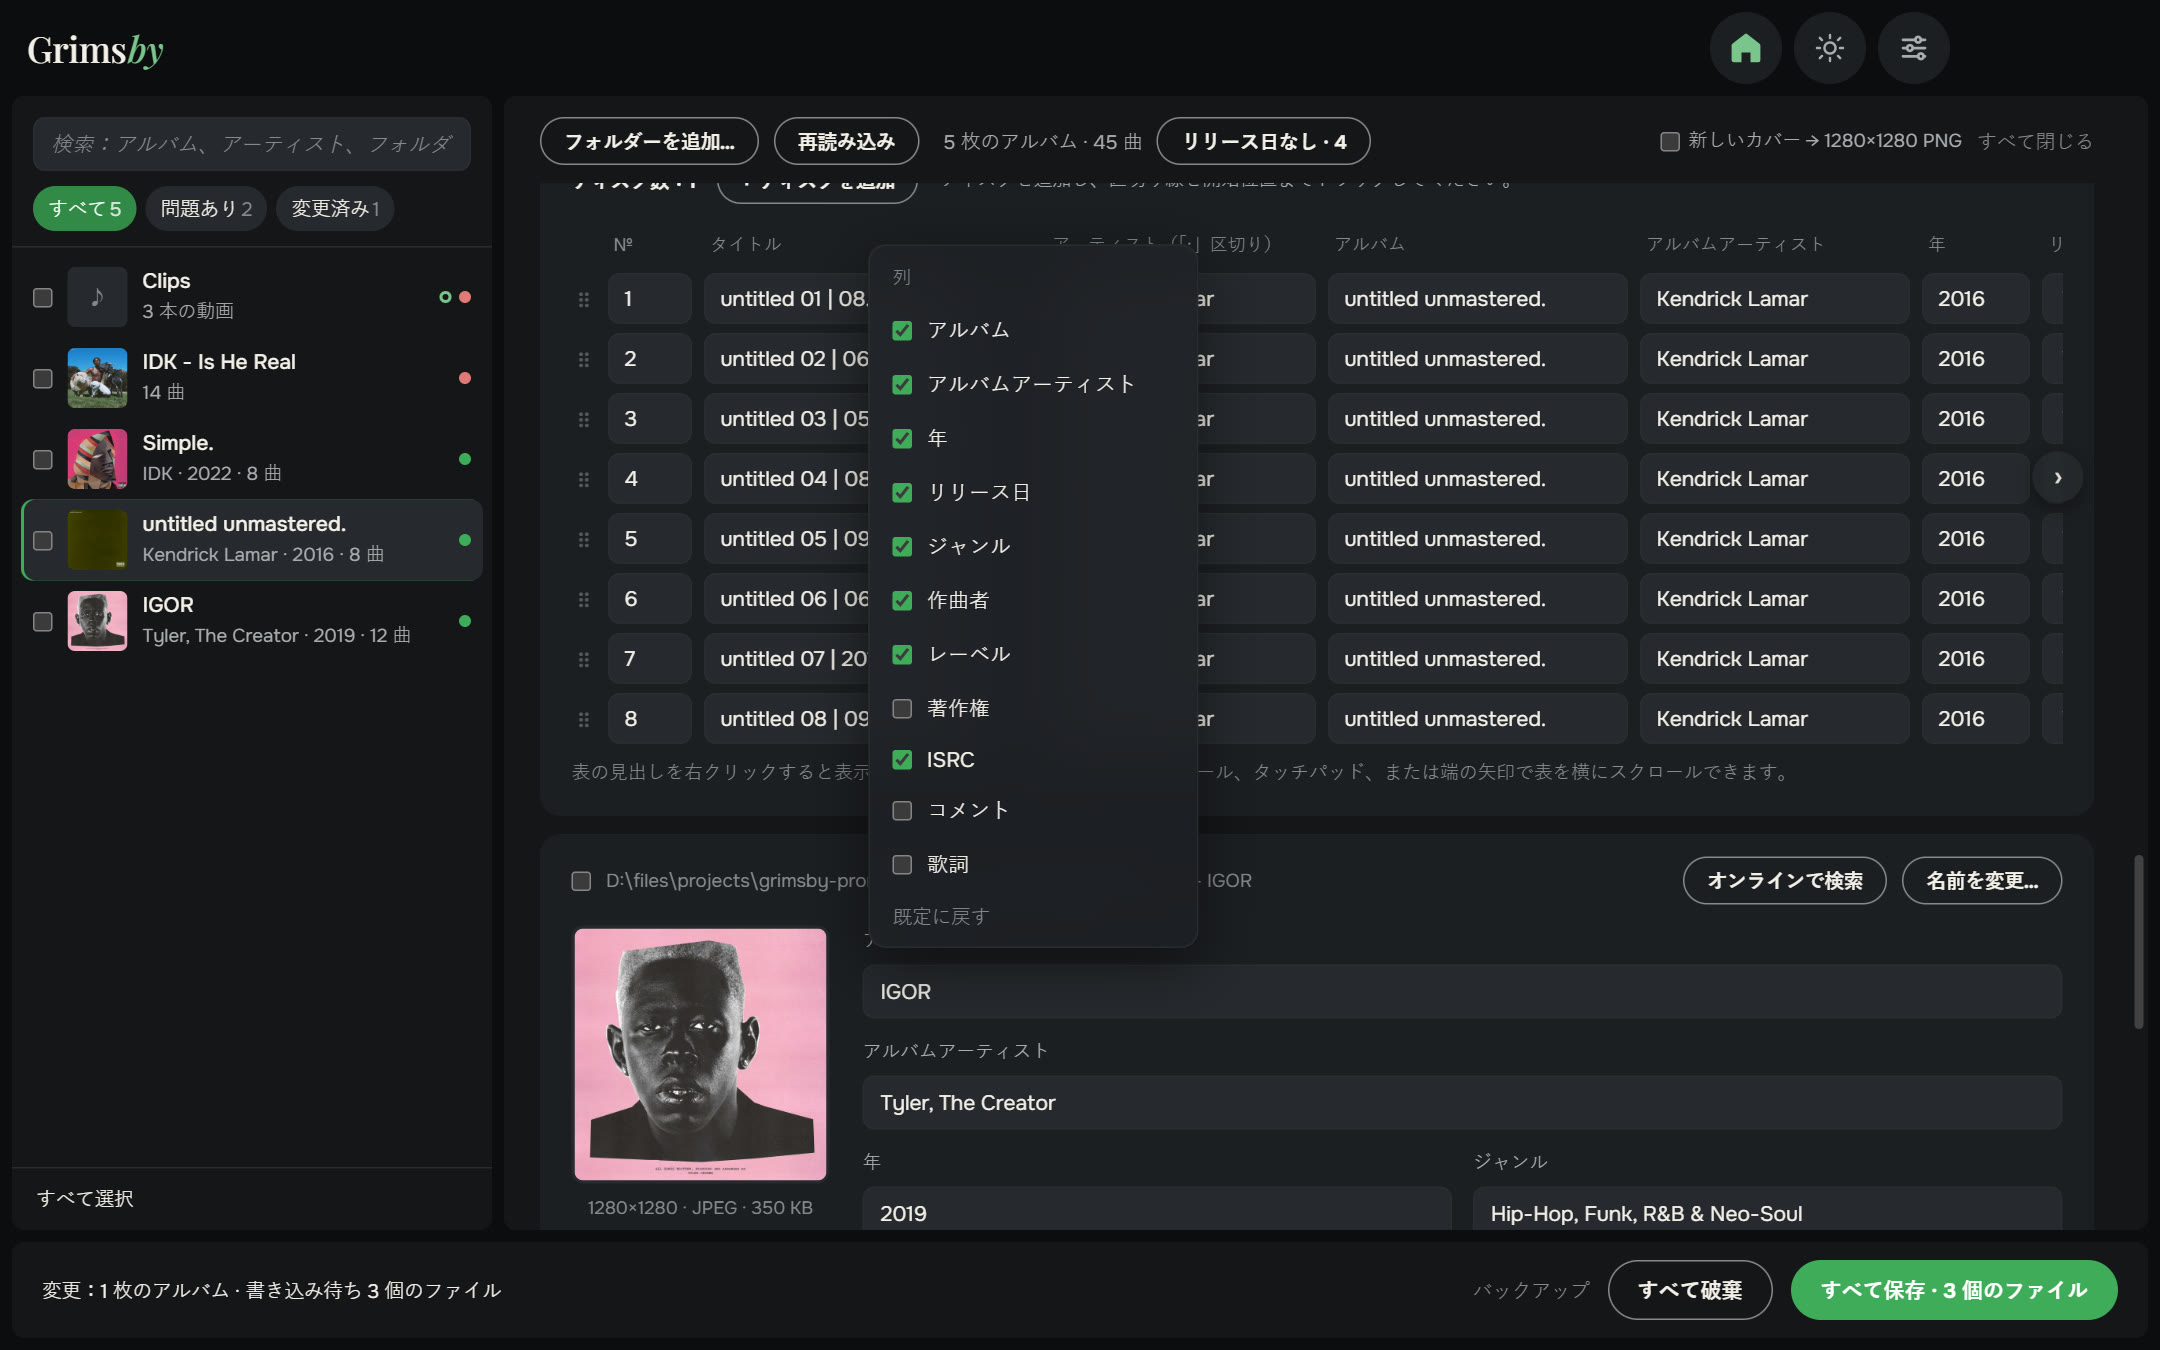 Grimsby
検索：アルバム、アーティスト、フォルダ
すべて 5
問題あり 2
変更済み 1
Clips
3 本の動画
IDK - Is He Real
14 曲
Simple.
IDK · 2022 · 8 曲
untitled unmastered.
Kendrick Lamar · 2016 · 8 曲
IGOR
Tyler, The Creator · 2019 · 12 曲
すべて選択
フォルダーを追加...
再読み込み
5 枚のアルバム · 45 曲
リリース日なし · 4
新しいカバー → 1280×1280 PNG
すべて閉じる
№ タイトル 区切り） アルバム アルバムアーティスト 年 リ
1 untitled 01 | 08. ar untitled unmastered. Kendrick Lamar 2016
2 untitled 02 | 06 ar untitled unmastered. Kendrick Lamar 2016
3 untitled 03 | 05 ar untitled unmastered. Kendrick Lamar 2016
4 untitled 04 | 08 ar untitled unmastered. Kendrick Lamar 2016
5 untitled 05 | 09 ar untitled unmastered. Kendrick Lamar 2016
6 untitled 06 | 06 ar untitled unmastered. Kendrick Lamar 2016
7 untitled 07 | 20 ar untitled unmastered. Kendrick Lamar 2016
8 untitled 08 | 09 ar untitled unmastered. Kendrick Lamar 2016
表の見出しを右クリックすると表示 ール、タッチパッド、または端の矢印で表を横にスクロールできます。
列
アルバム
アルバムアーティスト
年
リリース日
ジャンル
作曲者
レーベル
著作権
ISRC
コメント
歌詞
既定に戻す
D:\files\projects\grimsby-pro - IGOR
オンラインで検索
名前を変更...
1280×1280 · JPEG · 350 KB
IGOR
アルバムアーティスト
Tyler, The Creator
年
2019
ジャンル
Hip-Hop, Funk, R&B & Neo-Soul
変更：1 枚のアルバム · 書き込み待ち 3 個のファイル
バックアップ
すべて破棄
すべて保存 · 3 個のファイル